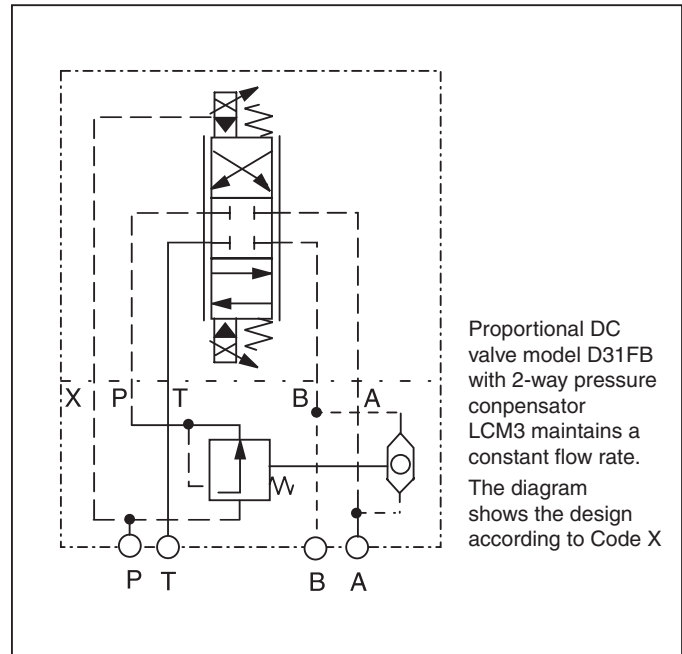 X P T B A
P T B A
Proportional DC
valve model D31FB
with 2-way pressure
conpensator
LCM3 maintains a
constant flow rate.
The diagram
shows the design
according to Code X